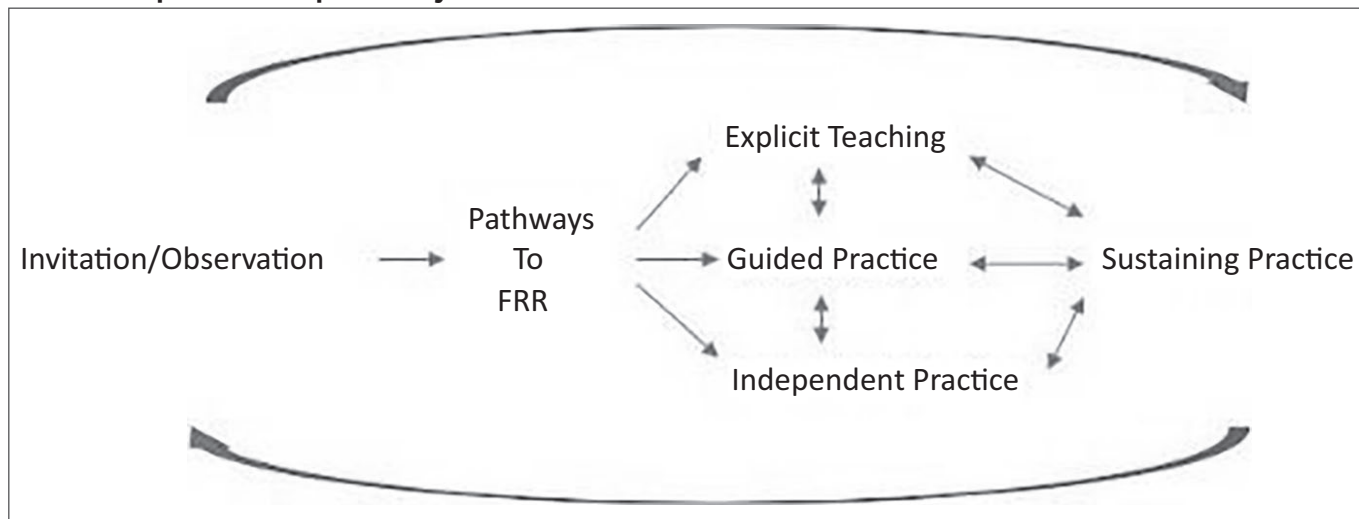 Explicit Teaching
Pathways
To
FRR
Invitation/Observation
Guided Practice
Sustaining Practice
Independent Practice